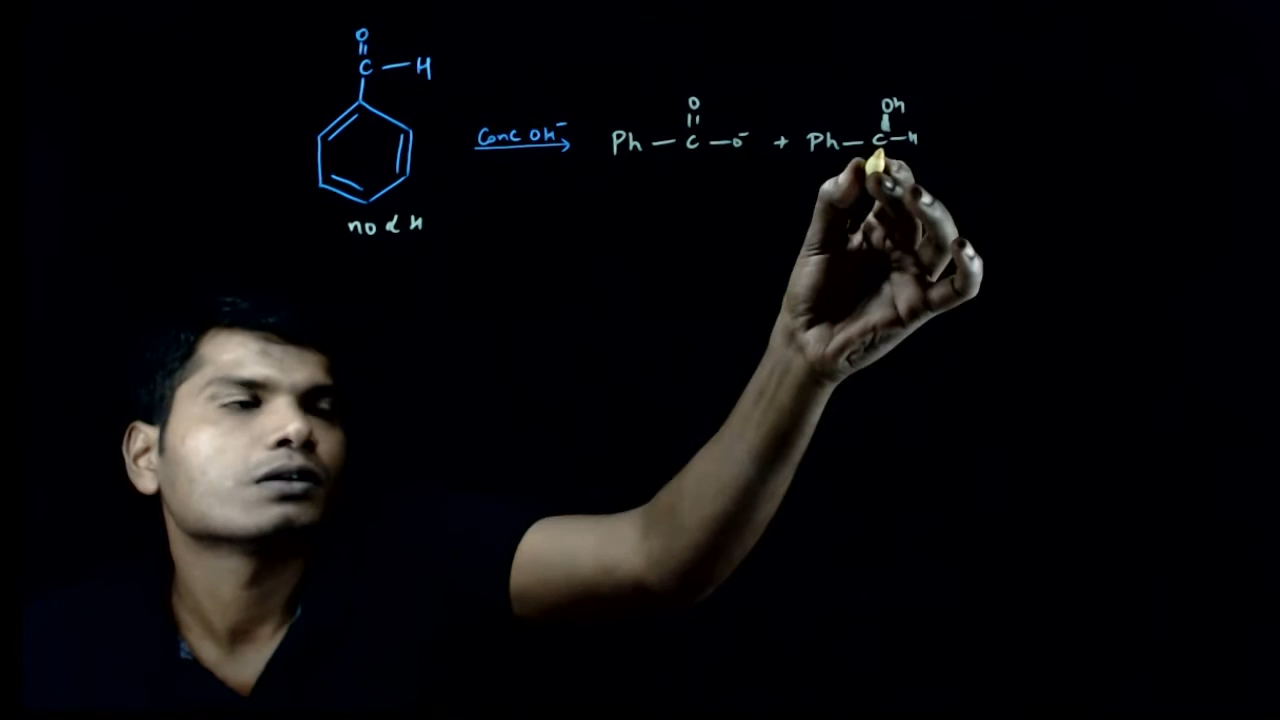 O
||
C — H
Conc OH⁻
no α H
O
||
Ph — C — O⁻ + Ph — C — H
Oh